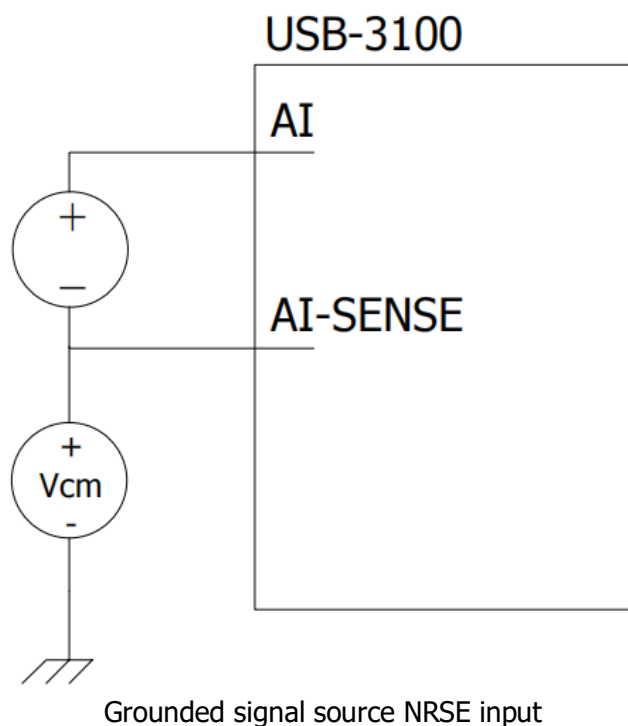 USB-3100
AI
+
−
AI-SENSE
+
Vcm
-
Grounded signal source NRSE input